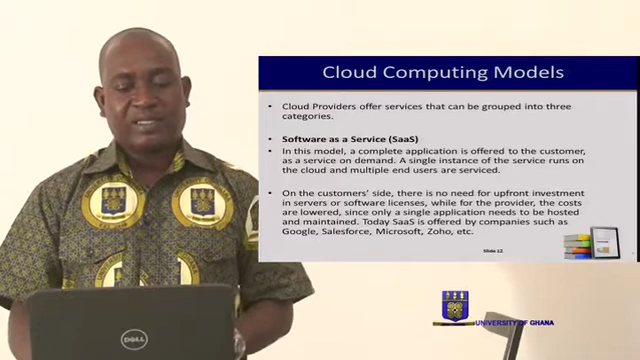 Cloud Computing Models
• Cloud Providers offer services that can be grouped into three
categories.
• Software as a Service (SaaS)
• In this model, a complete application is offered to the customer,
as a service on demand. A single instance of the service runs on
the cloud and multiple end users are serviced.
• On the customers' side, there is no need for upfront investment
in servers or software licenses, while for the provider, the costs
are lowered, since only a single application needs to be hosted
and maintained. Today SaaS is offered by companies such as
Google, Salesforce, Microsoft, Zoho, etc.
Slide 12
DELL
UNIVERSITY OF GHANA